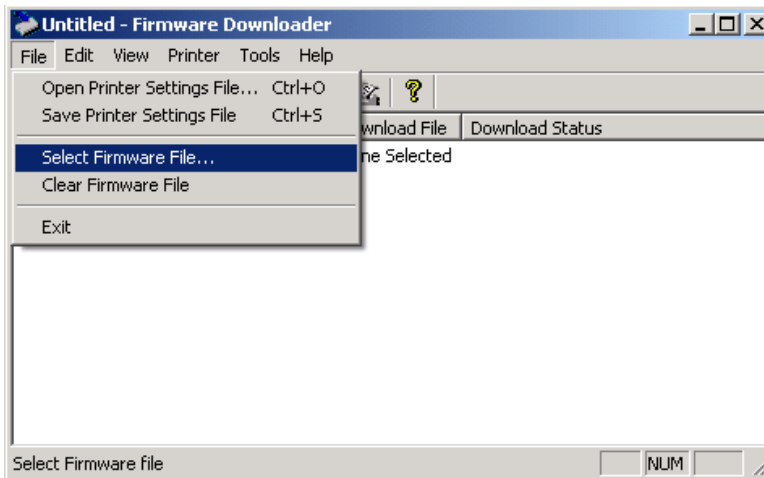 Untitled - Firmware Downloader
File Edit View Printer Tools Help
Open Printer Settings File... Ctrl+O
Save Printer Settings File Ctrl+S
wnload File Download Status
Select Firmware File...
ne Selected
Clear Firmware File
Exit
Select Firmware file
NUM